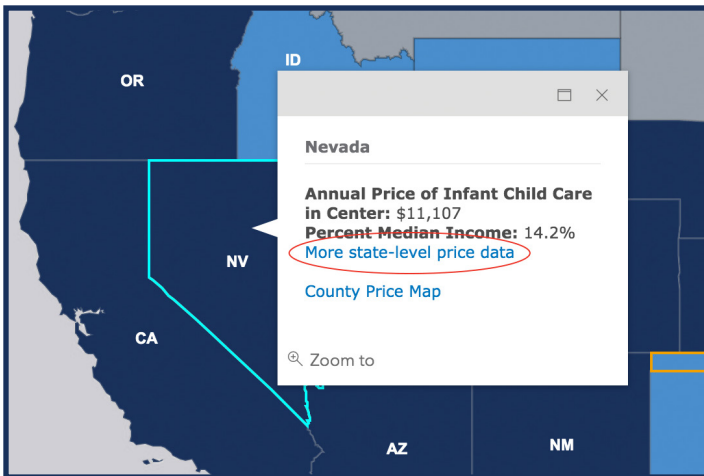 OR
ID
Nevada
Annual Price of Infant Child Care
in Center: $11,107
Percent Median Income: 14.2%
More state-level price data
NV
County Price Map
CA
Zoom to
AZ
NM